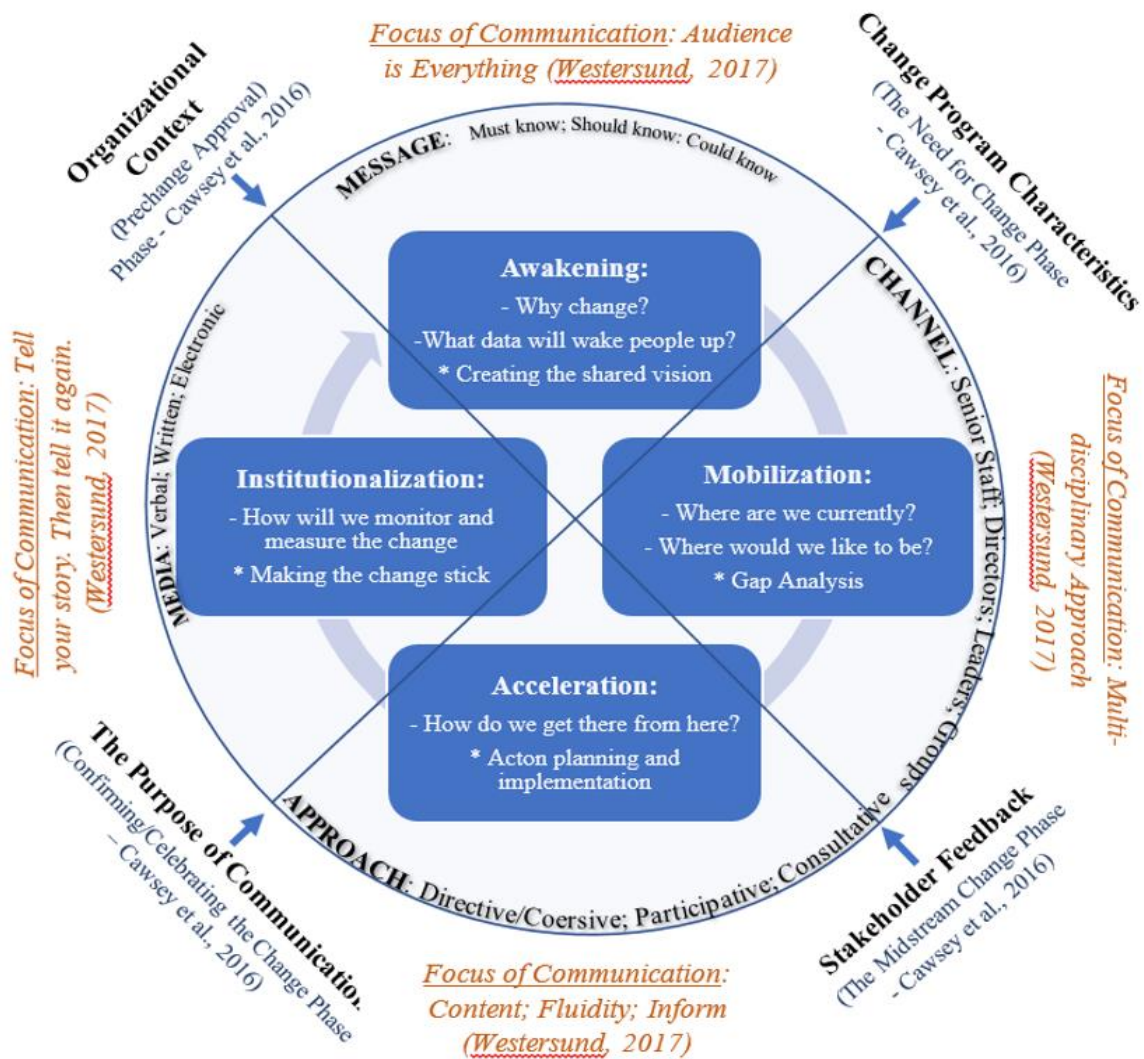 Focus of Communication: Audience
is Everything (Westersund, 2017)
Organizational
Context
(Prechange Approval)
Phase - Cawsey et al., 2016)
Change Program Characteristics
(The Need for Change Phase
- Cawsey et al., 2016)
MESSAGE: Must know; Should know: Could know
CHANNEL: Senior Staff; Directors; Leaders; Groups
Awakening:
- Why change?
-What data will wake people up?
* Creating the shared vision
Focus of Communication: Tell
your story. Then tell it again.
(Westersund, 2017)
MEDIA: Verbal; Written; Electronic
Institutionalization:
- How will we monitor and
measure the change
* Making the change stick
Mobilization:
- Where are we currently?
- Where would we like to be?
* Gap Analysis
Focus of Communication: Multi-
disciplinary Approach
(Westersund, 2017)
Acceleration:
- How do we get there from here?
* Acton planning and
implementation
APPROACH: Directive/Coersive; Participative; Consultative
The Purpose of Communication
(Confirming/Celebrating the Change Phase
– Cawsey et al., 2016)
Stakeholder Feedback
(The Midstream Change Phase
- Cawsey et al., 2016)
Focus of Communication:
Content; Fluidity; Inform
(Westersund, 2017)